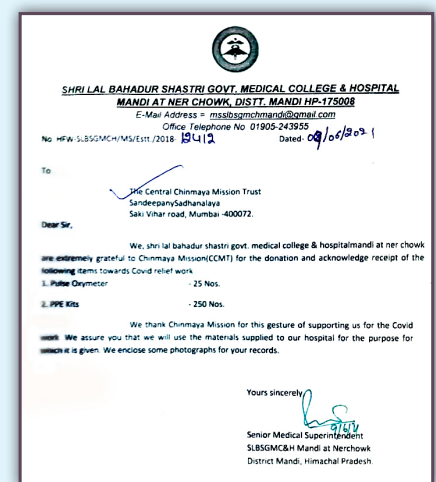 SHRI LAL BAHADUR SHASTRI GOVT. MEDICAL COLLEGE & HOSPITAL
MANDI AT NER CHOWK, DISTT. MANDI HP-175008
E-Mail Address = msslbsgmchmandi@gmail.com
Office Telephone No 01905-243955
No HFW-SLBSGMCH/MS/Estt./2018- 12412 Dated- 09/06/2021
To
The Central Chinmaya Mission Trust
SandeepanySadhanalaya
Saki Vihar road, Mumbai -400072.
Dear Sir,
We, shri lal bahadur shastri govt. medical college & hospitalmandi at ner chowk
are extremely grateful to Chinmaya Mission(CCMT) for the donation and acknowledge receipt of the
following items towards Covid relief work
1. Pulse Oxymeter - 25 Nos.
2. PPE Kits - 250 Nos.
We thank Chinmaya Mission for this gesture of supporting us for the Covid
work. We assure you that we will use the materials supplied to our hospital for the purpose for
which it is given. We enclose some photographs for your records.
Yours sincerely
9/6/21
Senior Medical Superintendent
SLBSGMC&H Mandi at Nerchowk
District Mandi, Himachal Pradesh.